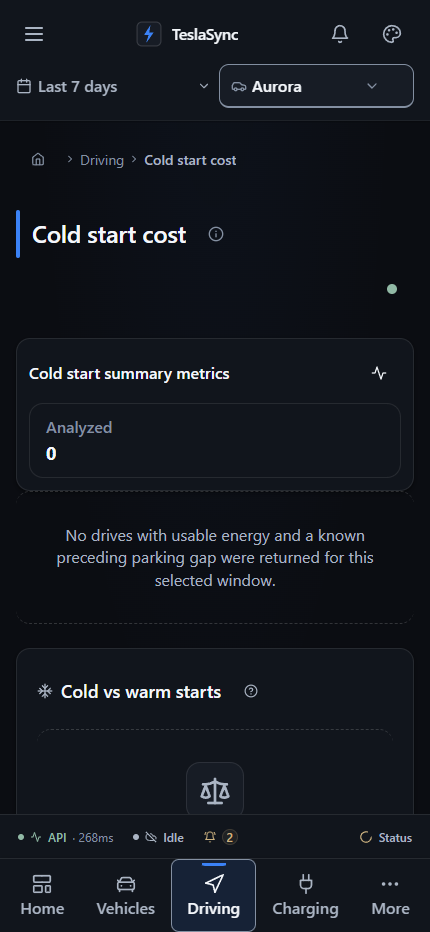 TeslaSync
Last 7 days
Aurora
Driving
Cold start cost
Cold start cost
Cold start summary metrics
Analyzed
0
No drives with usable energy and a known
preceding parking gap were returned for this
selected window.
Cold vs warm starts
API · 268ms
Idle
2
Status
Home
Vehicles
Driving
Charging
More